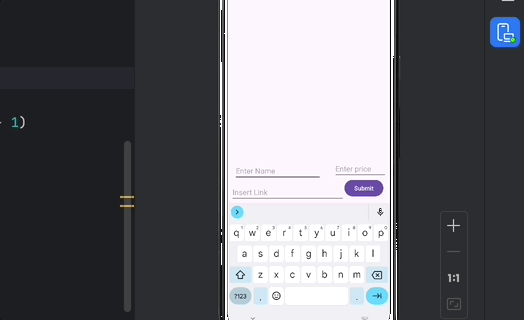 1)
Enter Name
Enter price
Insert Link
Submit
q w e r t y u i o p
a s d f g h j k l
z x c v b n m
?123 , .
1:1